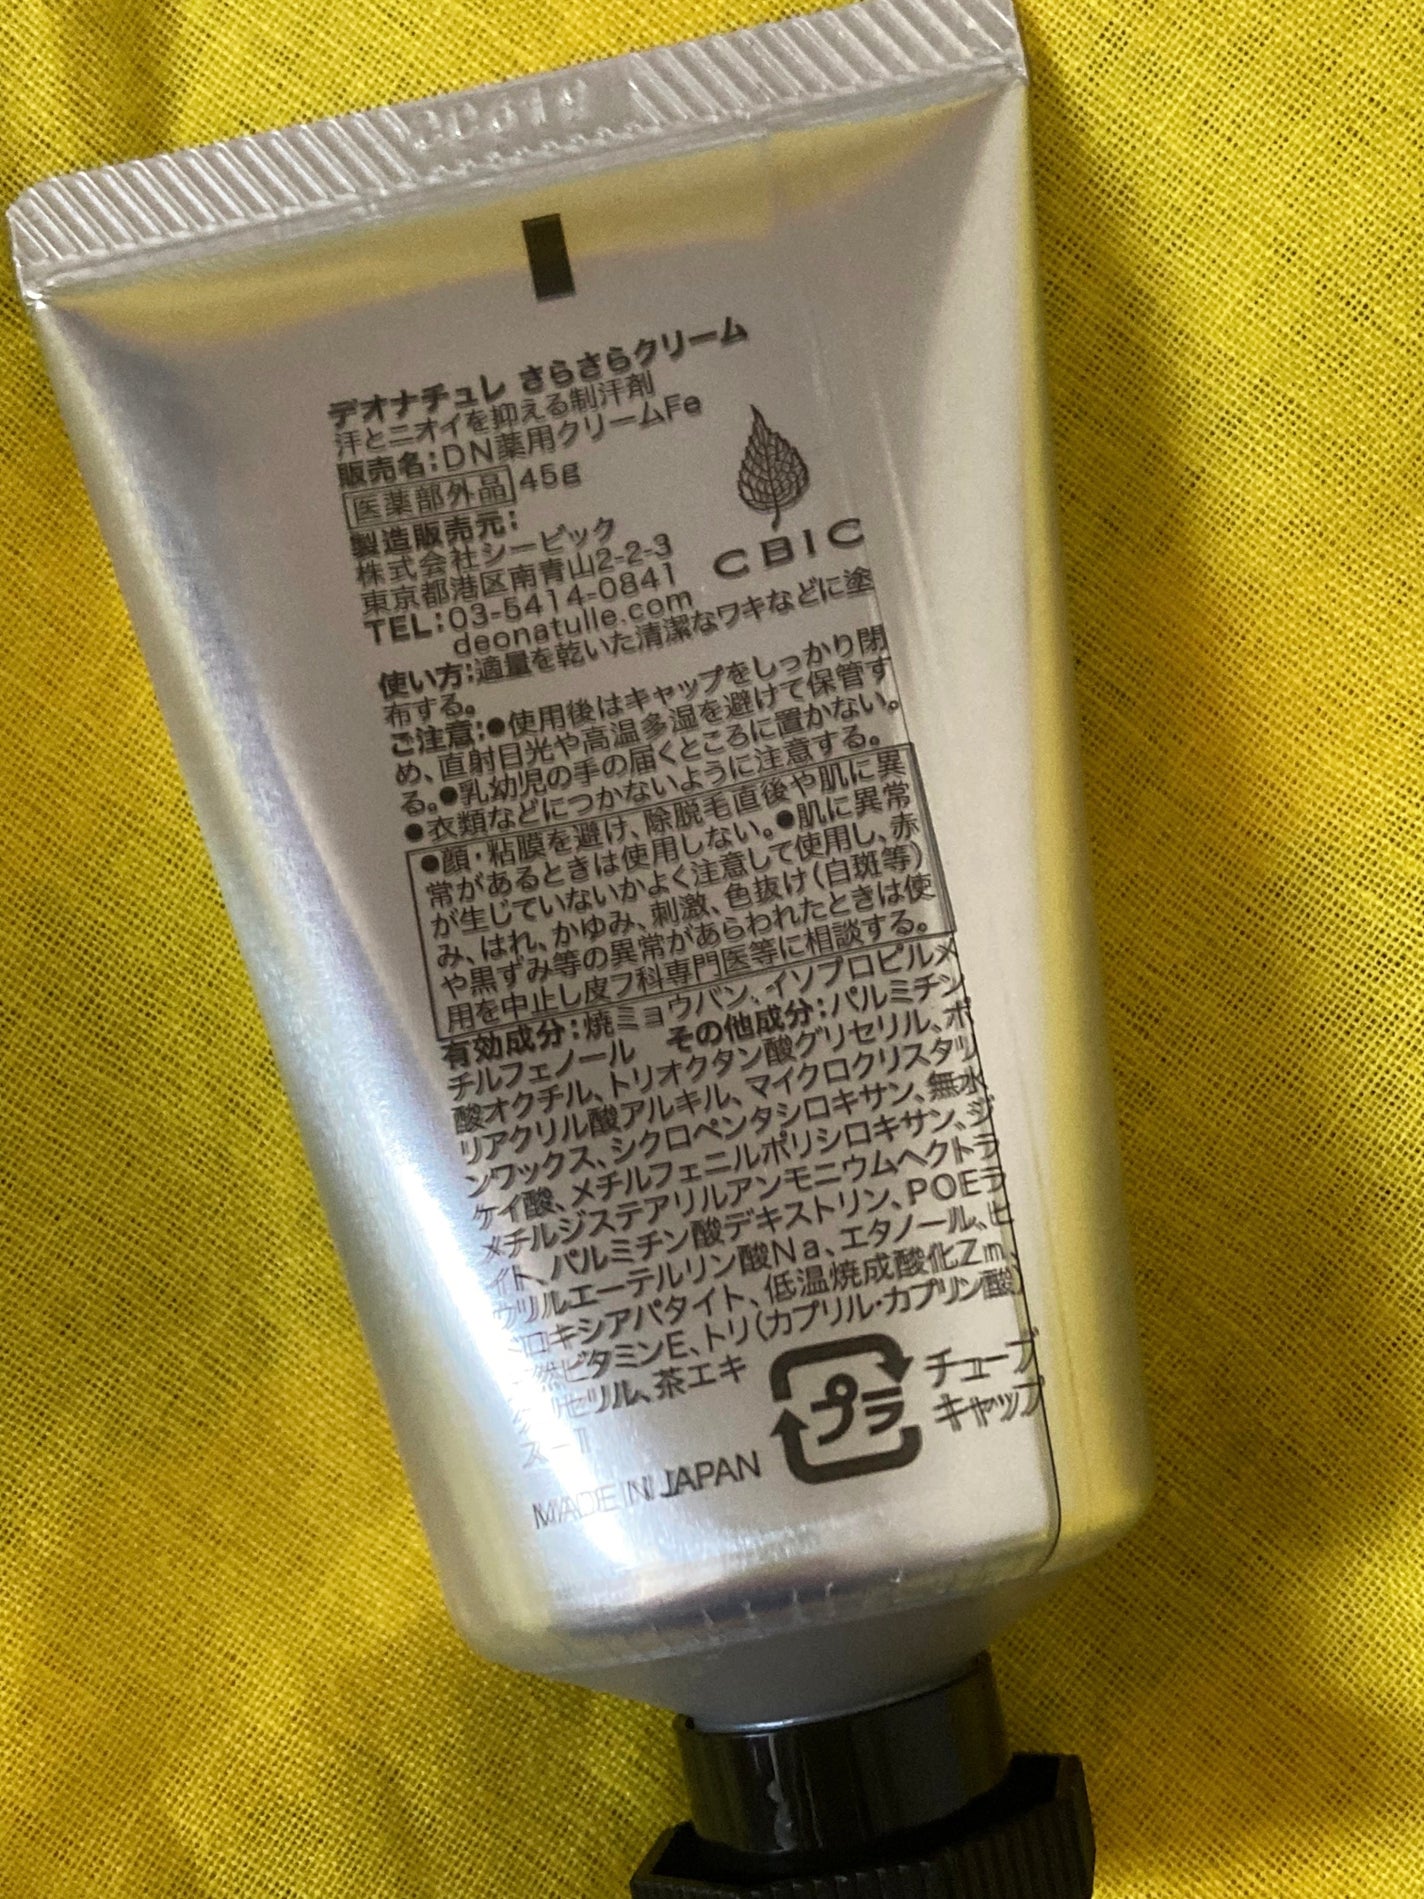 デオナチュレ さらさらクリーム
汗とニオイを抑える制汗剤
販売名:DN薬用クリームFe
医薬部外品 45g
製造販売元:
株式会社シービック
東京都港区南青山2-2-3
TEL:03-5414-0841
deonatulle.com
CBIC
使い方:適量を乾いた清潔なワキなどに塗
布する。
ご注意:●使用後はキャップをしっかり閉
め、直射日光や高温多湿を避けて保管す
る。●乳幼児の手の届くところに置かない。
●衣類などにつかないように注意する。
●顔・粘膜を避け、除脱毛直後や肌に異
常があるときは使用しない。●肌に異常
が生じていないかよく注意して使用し、赤
み、はれ、かゆみ、刺激、色抜け(白斑等)
や黒ずみ等の異常があらわれたときは使
用を中止し皮フ科専門医等に相談する。
有効成分:焼ミョウバン、イソプロピルメ
チルフェノール その他成分:パルミチン
酸オクチル、トリオクタン酸グリセリル、ポ
リアクリル酸アルキル、マイクロクリスタリ
ンワックス、シクロペンタシロキサン、無水
ケイ酸、メチルフェニルポリシロキサン、ジ
メチルジステアリルアンモニウムヘクトラ
イト、パルミチン酸デキストリン、POEラ
ウリルエーテルリン酸Na、エタノール、ヒ
ロキシアパタイト、低温焼成酸化Zn、
然ビタミンE、トリ(カプリル・カプリン酸)
グリセリル、茶エキ
ス-1
プラ
チューブ
キャップ
MADE IN JAPAN